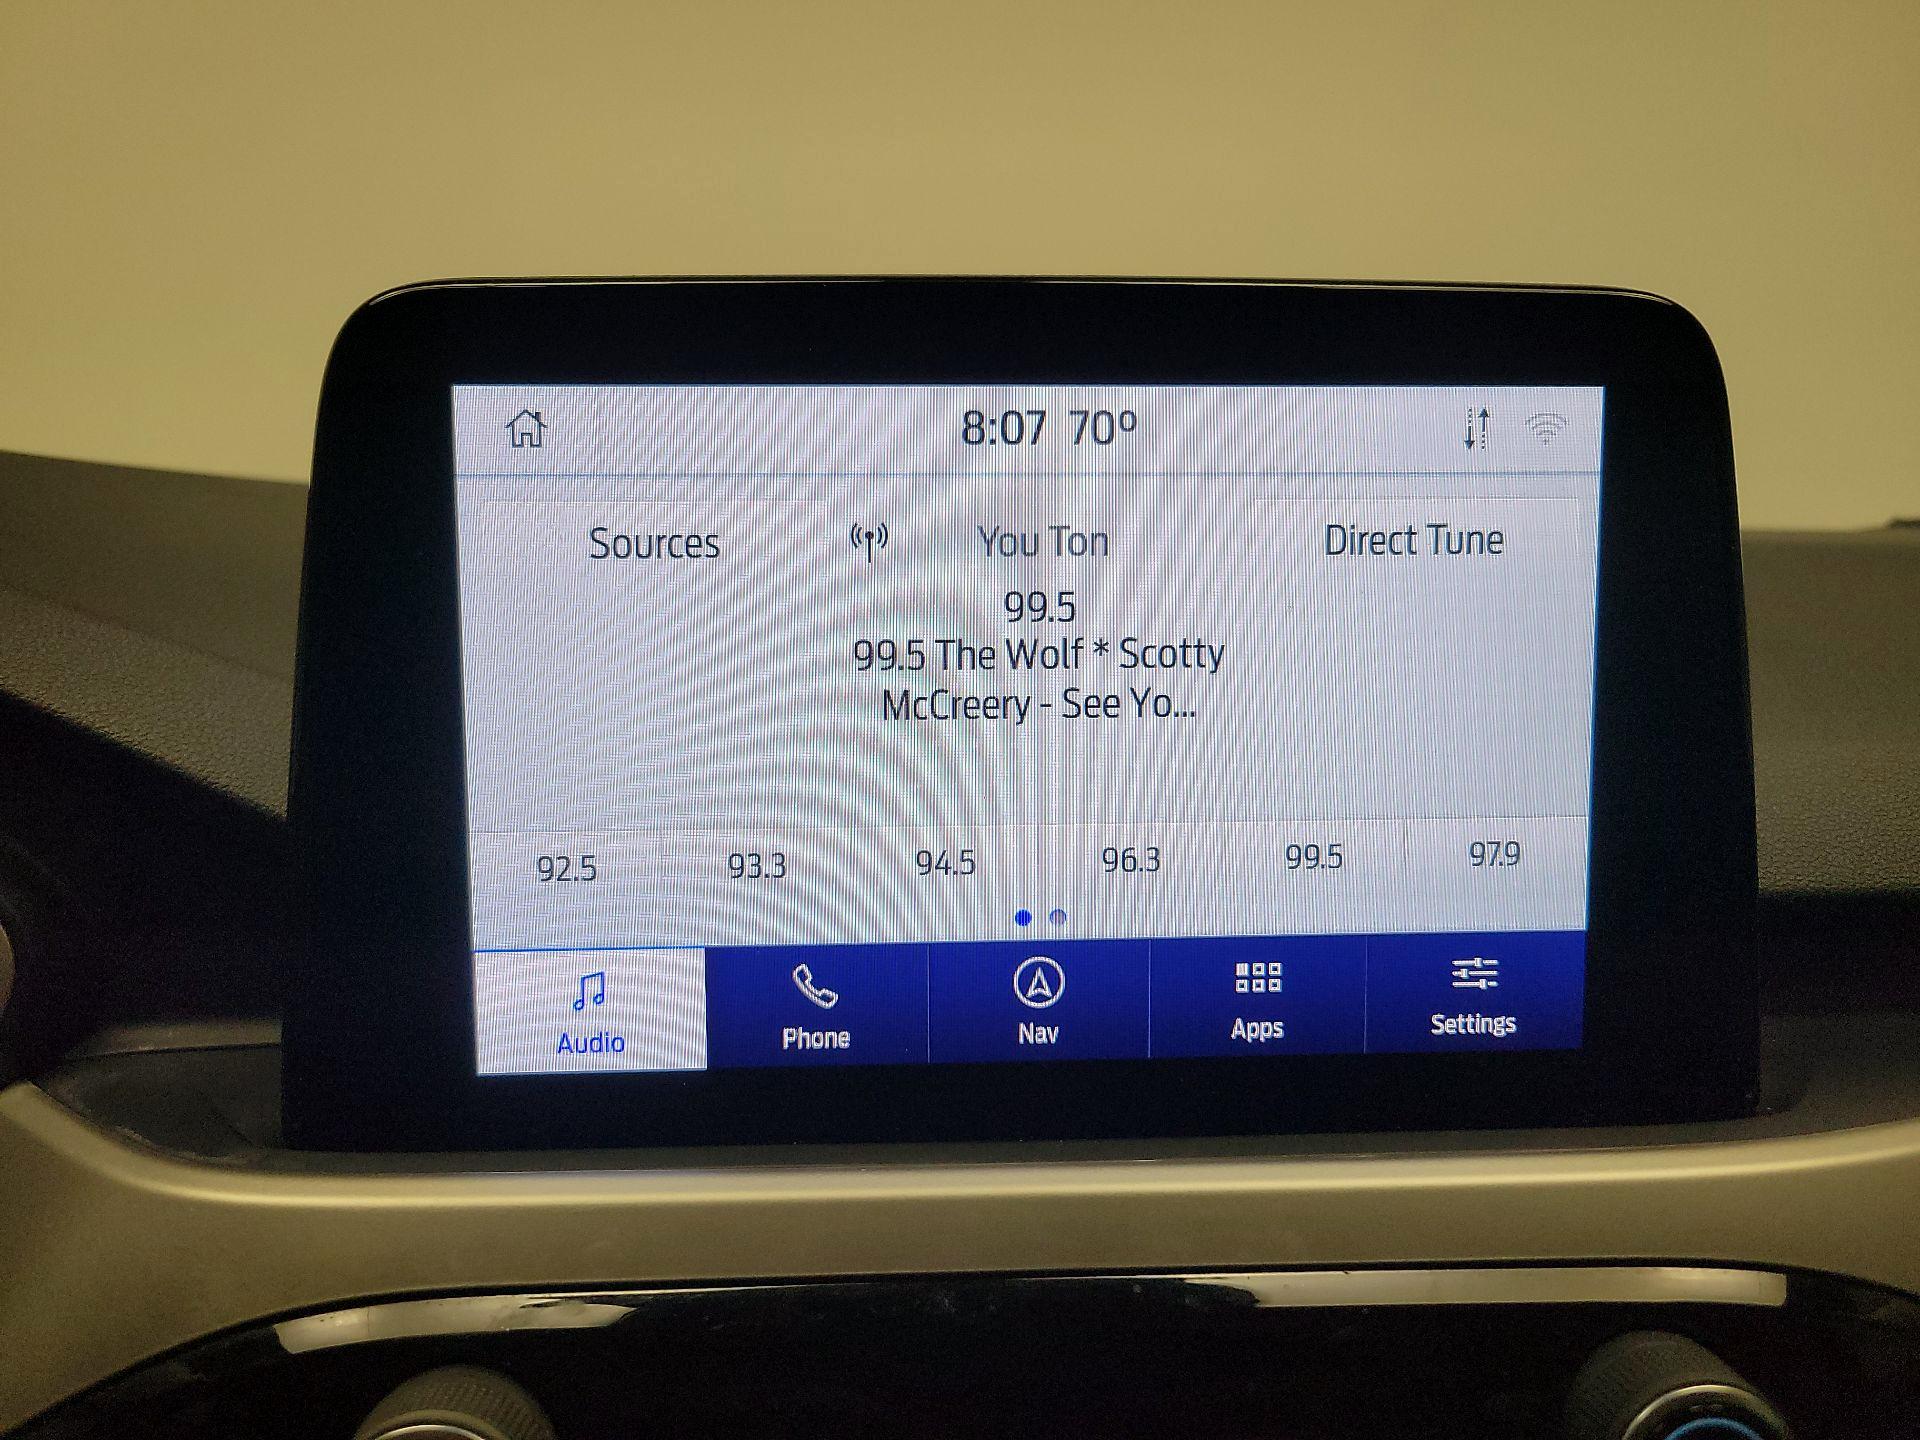 8:07 70°
Sources You Ton Direct Tune
99.5
99.5 The Wolf * Scotty
McCreery - See Yo...
92.5 93.3 94.5 96.3 99.5 97.9
Audio Phone Nav Apps Settings